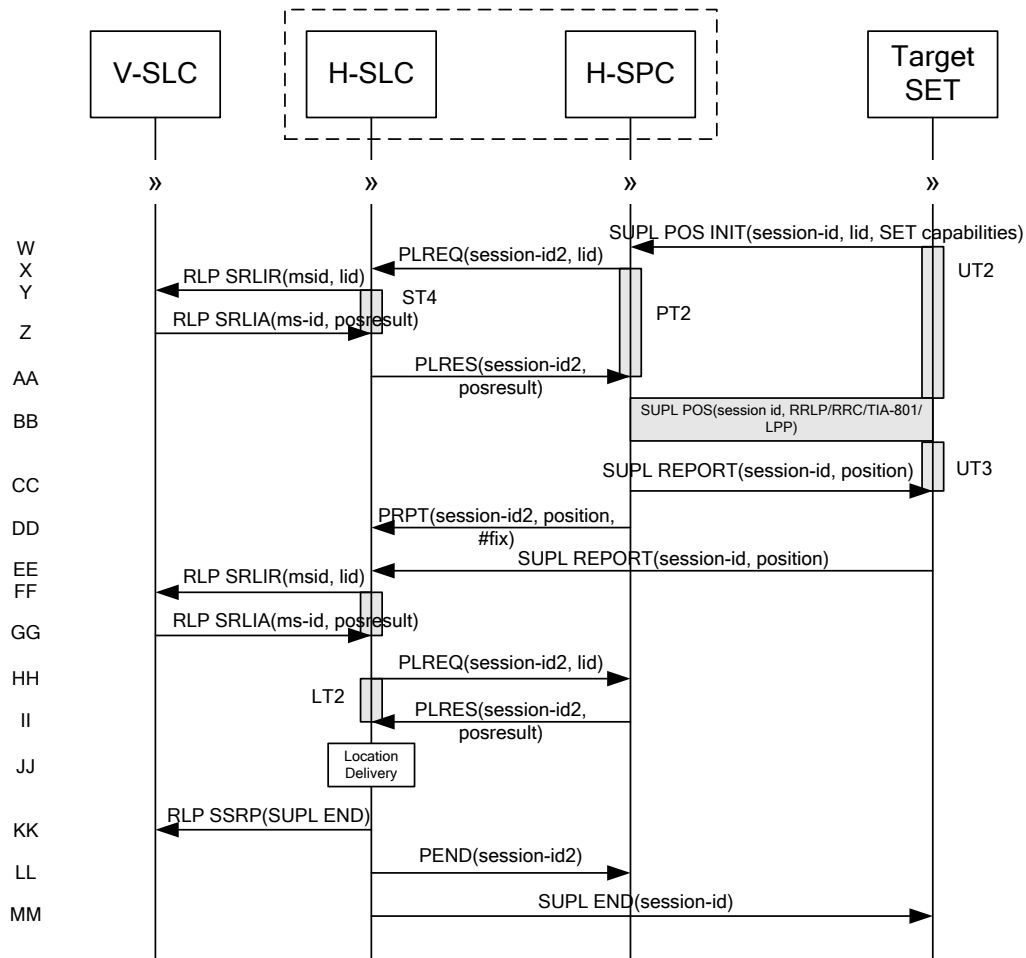 V-SLC
H-SLC
H-SPC
Target
SET
»
»
»
»
W
SUPL POS INIT(session-id, lid, SET capabilities)
X
PLREQ(session-id2, lid)
UT2
Y
RLP SRLIR(msid, lid)
ST4
PT2
Z
RLP SRLIA(ms-id, posresult)
AA
PLRES(session-id2,
posresult)
BB
SUPL POS(session id, RRLP/RRC/TIA-801/
LPP)
CC
SUPL REPORT(session-id, position)
UT3
DD
PRPT(session-id2, position,
#fix)
EE
SUPL REPORT(session-id, position)
FF
RLP SRLIR(msid, lid)
GG
RLP SRLIA(ms-id, posresult)
HH
PLREQ(session-id2, lid)
LT2
II
PLRES(session-id2,
posresult)
JJ
Location
Delivery
KK
RLP SSRP(SUPL END)
LL
PEND(session-id2)
MM
SUPL END(session-id)